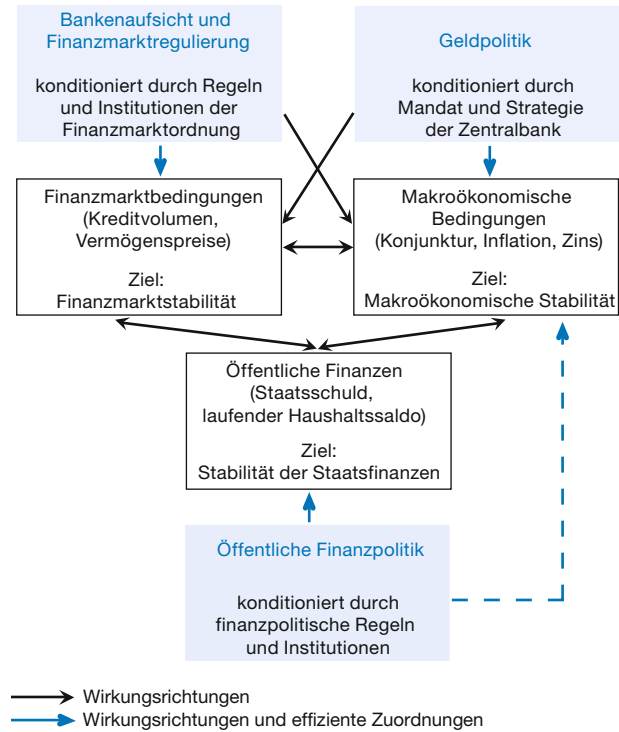 Bankenaufsicht und
Finanzmarktregulierung
konditioniert durch Regeln
und Institutionen der
Finanzmarktordnung
Geldpolitik
konditioniert durch
Mandat und Strategie
der Zentralbank
Finanzmarktbedingungen
(Kreditvolumen,
Vermögenspreise)
Ziel:
Finanzmarktstabilität
Makroökonomische
Bedingungen
(Konjunktur, Inflation, Zins)
Ziel:
Makroökonomische Stabilität
Öffentliche Finanzen
(Staatsschuld,
laufender Haushaltssaldo)
Ziel:
Stabilität der Staatsfinanzen
Öffentliche Finanzpolitik
konditioniert durch
finanzpolitische Regeln
und Institutionen
Wirkungsrichtungen
Wirkungsrichtungen und effiziente Zuordnungen